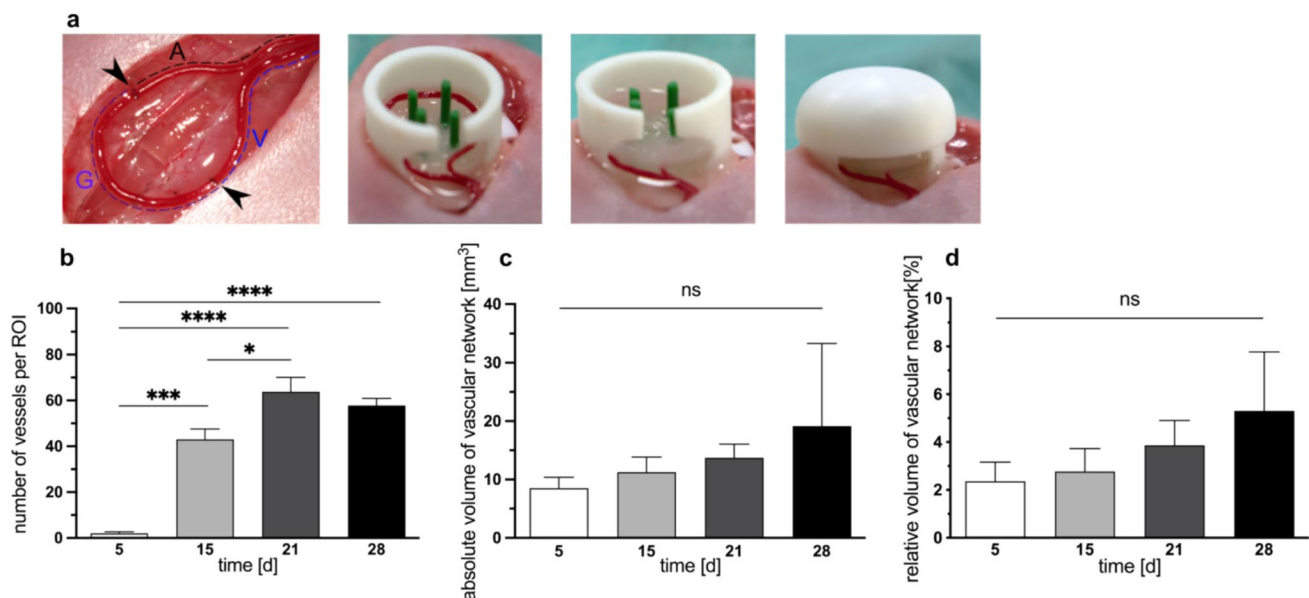 a
A
V
G
b
number of vessels per ROI
100
80
60
40
20
0
****
****
*
***
5 15 21 28
time [d]
c
absolute volume of vascular network [mm³]
40
30
20
10
0
ns
5 15 21 28
time [d]
d
relative volume of vascular network[%]
10
8
6
4
2
0
ns
5 15 21 28
time [d]